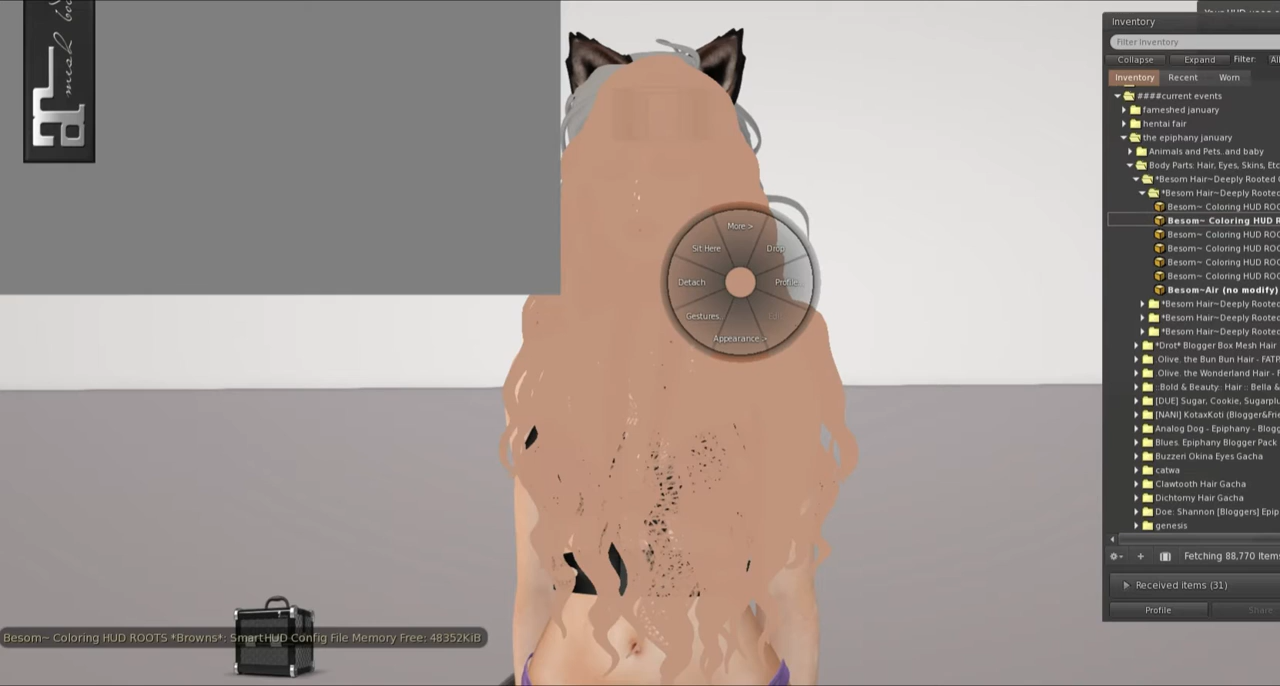 mesh
Inventory
Filter Inventory
Collapse Expand Filter:
Inventory Recent Worn
####current events
fameshed january
hentai fair
the epiphany january
Animals and Pets..and baby
Body Parts: Hair, Eyes, Skins, Etc
*Besom Hair~Deeply Rooted
*Besom Hair~Deeply Rooted
Besom~ Coloring HUD ROO
Besom~ Coloring HUD R
Besom~ Coloring HUD ROO
Besom~ Coloring HUD ROO
Besom~ Coloring HUD ROO
Besom~ Coloring HUD ROO
Besom~Air (no modify)
*Besom Hair~Deeply Rooted
*Besom Hair~Deeply Rooted
*Besom Hair~Deeply Rooted
*Drot* Blogger Box Mesh Hair
.Olive. the Bun Bun Hair - FATP
.Olive. the Wonderland Hair - F
::Bold & Beauty:: Hair :: Bella &
[DUE] Sugar, Cookie, Sugarplu
[NANI] KotaxKoti (Blogger&Frie
Analog Dog - Epiphany - Blogg
Blues. Epiphany Blogger Pack
Buzzeri Okina Eyes Gacha
catwa
Clawtooth Hair Gacha
Dichtomy Hair Gacha
Doe: Shannon [Bloggers] Epip
genesis
Fetching 88,770 Items
Received items (31)
Profile Share
More >
Sit Here Drop
Detach Profile...
Gestures.. Edit..
Appearance >
Besom~ Coloring HUD ROOTS *Browns*: SmartHUD Config File Memory Free: 48352KiB